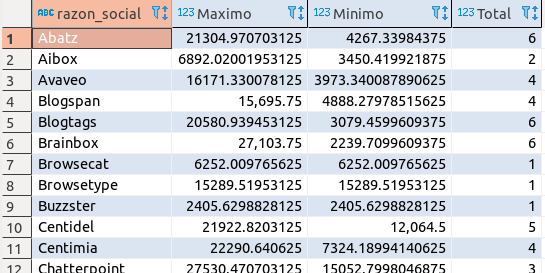 ABC razon_social 123 Maximo 123 Minimo 123 Total
1 Abatz 21304.970703125 4267.33984375 6
2 Aibox 6892.02001953125 3450.419921875 2
3 Avaveo 16171.330078125 3973.340087890625 4
4 Blogspan 15,695.75 4888.27978515625 4
5 Blogtags 20580.939453125 3079.4599609375 6
6 Brainbox 27,103.75 2239.7099609375 6
7 Browsecat 6252.009765625 6252.009765625 1
8 Browsetype 15289.51953125 15289.51953125 1
9 Buzzster 2405.6298828125 2405.6298828125 1
10 Centidel 21922.8203125 12,064.5 5
11 Centimia 22290.640625 7324.18994140625 4
12 Chatterpoint 27530.470703125 15052.7998046875 3